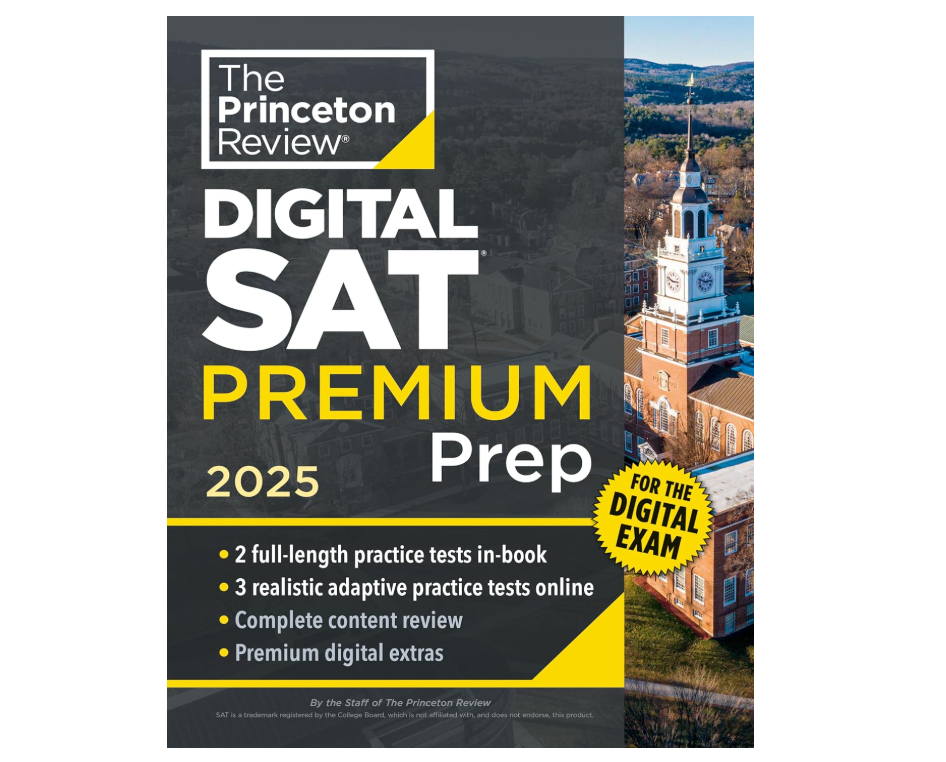 The
Princeton
Review®
DIGITAL
SAT®
PREMIUM
Prep
2025
FOR THE
DIGITAL
EXAM
• 2 full-length practice tests in-book
• 3 realistic adaptive practice tests online
• Complete content review
• Premium digital extras
By the Staff of The Princeton Review
SAT is a trademark registered by the College Board, which is not affiliated with, and does not endorse, this product.